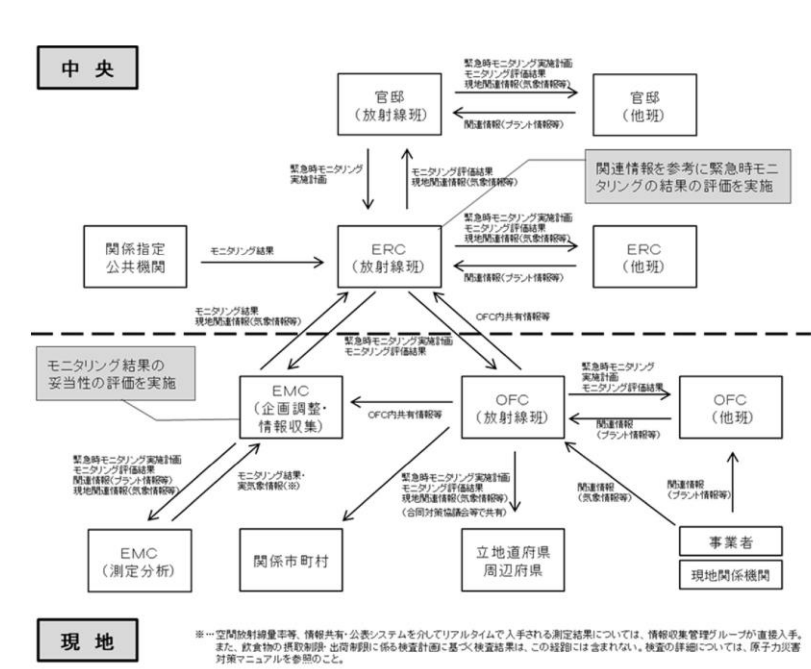 中 央
官邸
(放射線班)
緊急時モニタリング実施計画
モニタリング評価結果
現地関連情報(気象情報等)
関連情報(プラント情報等)
官邸
(他班)
緊急時モニタリング
実施計画
モニタリング評価結果
現地関連情報(気象情報等)
関連情報を参考に緊急時モニ
タリングの結果の評価を実施
関係指定
公共機関
モニタリング結果
ERC
(放射線班)
緊急時モニタリング実施計画
モニタリング評価結果
現地関連情報(気象情報等)
関連情報(プラント情報等)
ERC
(他班)
モニタリング結果
現地関連情報(気象情報等)
OFC内共有情報等
緊急時モニタリング実施計画
モニタリング評価結果
モニタリング結果の
妥当性の評価を実施
EMC
(企画調整・
情報収集)
OFC内共有情報等
OFC
(放射線班)
緊急時モニタリング
実施計画
モニタリング評価結果
関連情報
(プラント情報等)
OFC
(他班)
緊急時モニタリング実施計画
モニタリング評価結果
関連情報(プラント情報等)
現地関連情報(気象情報等)
モニタリング結果・
実気象情報(※)
緊急時モニタリング実施計画
モニタリング評価結果
現地関連情報(気象情報等)
(合同対策協議会等で共有)
関連情報
(気象情報等)
関連情報
(プラント情報等)
EMC
(測定分析)
関係市町村
立地道府県
周辺府県
事業者
現地関係機関
現 地
※…空間放射線量率等、情報共有・公表システムを介してリアルタイムで入手される測定結果については、情報収集管理グループが直接入手。
また、飲食物の摂取制限・出荷制限に係る検査計画に基づく検査結果は、この経路には含まれない。検査の詳細については、原子力災害
対策マニュアルを参照のこと。